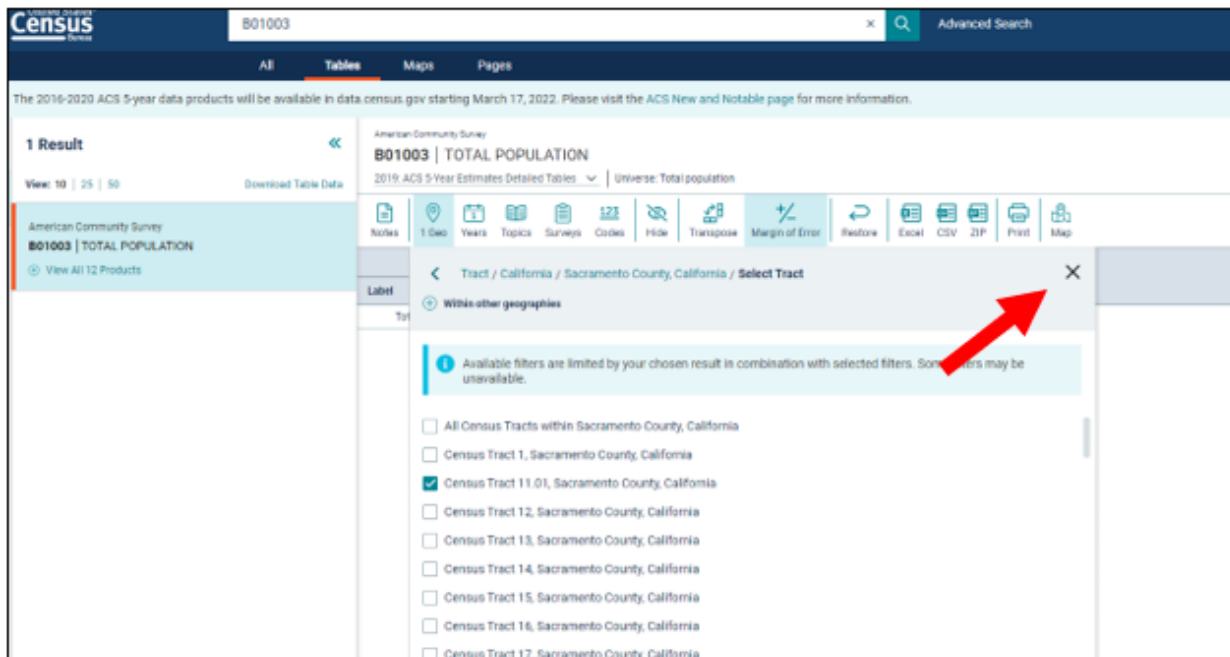 United States®
Census
Bureau
B01003
×
Advanced Search
All Tables Maps Pages
The 2016-2020 ACS 5-year data products will be available in data.census.gov starting March 17, 2022. Please visit the ACS New and Notable page for more information.
1 Result
View: 10 | 25 | 50 Download Table Data
American Community Survey
B01003 | TOTAL POPULATION
View All 12 Products
American Community Survey
B01003 | TOTAL POPULATION
2019: ACS 5-Year Estimates Detailed Tables | Universe: Total population
123
Notes 1 Geo Years Topics Surveys Codes Hide Transpose Margin of Error Restore Excel CSV ZIP Print Map
Label
Tot
Tract / California / Sacramento County, California / Select Tract
Within other geographies
Available filters are limited by your chosen result in combination with selected filters. Some filters may be
unavailable.
All Census Tracts within Sacramento County, California
Census Tract 1, Sacramento County, California
Census Tract 11.01, Sacramento County, California
Census Tract 12, Sacramento County, California
Census Tract 13, Sacramento County, California
Census Tract 14, Sacramento County, California
Census Tract 15, Sacramento County, California
Census Tract 16, Sacramento County, California
Census Tract 17, Sacramento County, California